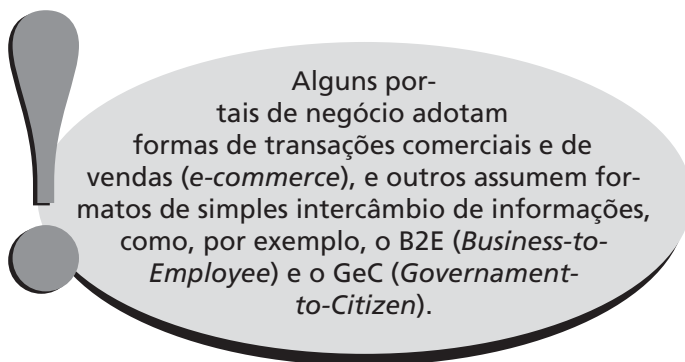 Alguns por-
tais de negócio adotam
formas de transações comerciais e de
vendas (e-commerce), e outros assumem for-
matos de simples intercâmbio de informações,
como, por exemplo, o B2E (Business-to-
Employee) e o GeC (Governament-
to-Citizen).